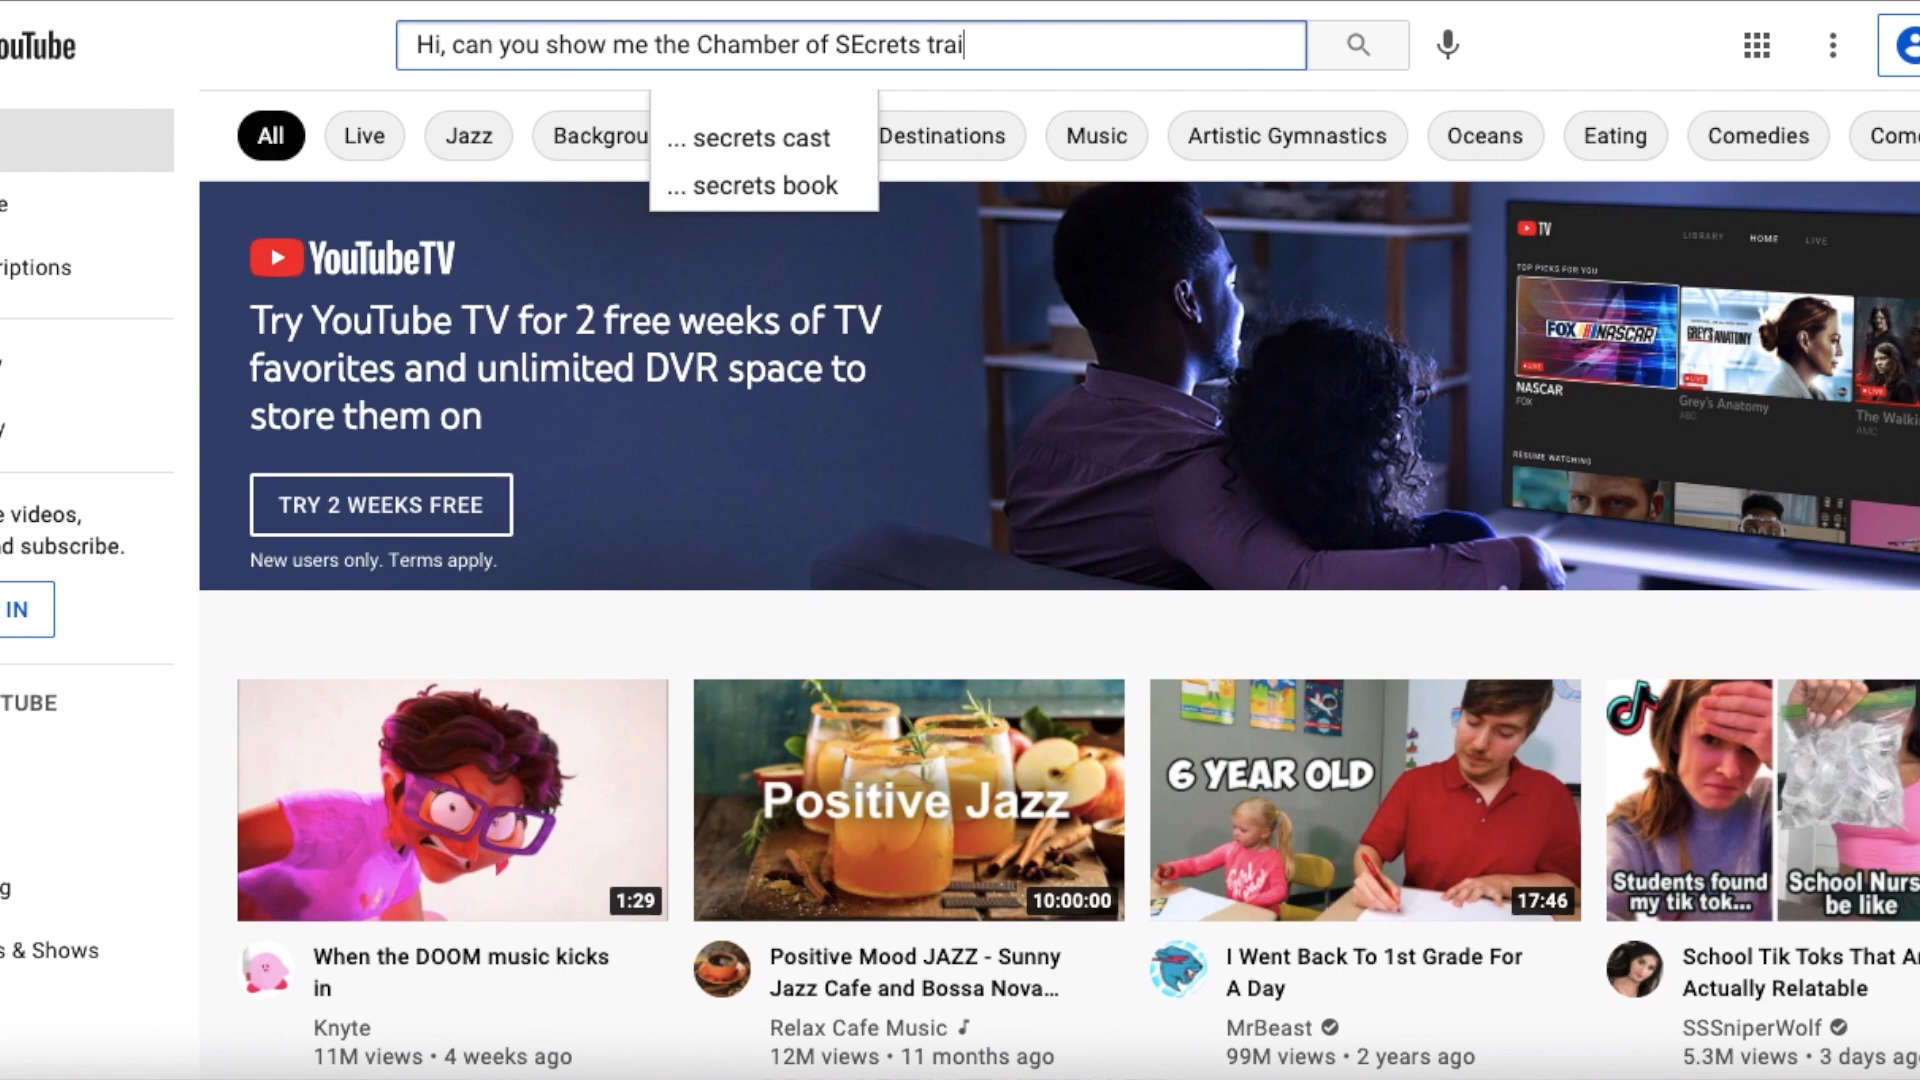 ouTube
Hi, can you show me the Chamber of SEcrets trai
All
Live
Jazz
Backgrou
... secrets cast
... secrets book
Destinations
Music
Artistic Gymnastics
Oceans
Eating
Comedies
Com
e
riptions
y
e videos,
nd subscribe.
IN
TUBE
g
s & Shows
YouTubeTV
Try YouTube TV for 2 free weeks of TV
favorites and unlimited DVR space to
store them on
TRY 2 WEEKS FREE
New users only. Terms apply.
TV
LIBRARY
HOME
LIVE
TOP PICKS FOR YOU
FOX NASCAR
LIVE
NASCAR
FOX
GREY'S ANATOMY
LIVE
Grey's Anatomy
ABC
LIVE
The Walki
AMC
RESUME WATCHING
1:29
When the DOOM music kicks
in
Knyte
11M views • 4 weeks ago
Positive Jazz
10:00:00
Positive Mood JAZZ - Sunny
Jazz Cafe and Bossa Nova...
Relax Cafe Music
12M views • 11 months ago
6 YEAR OLD
17:46
I Went Back To 1st Grade For
A Day
MrBeast
99M views • 2 years ago
Students found
my tik tok...
School Nurs
be like
School Tik Toks That A
Actually Relatable
SSSniperWolf
5.3M views • 3 days ag